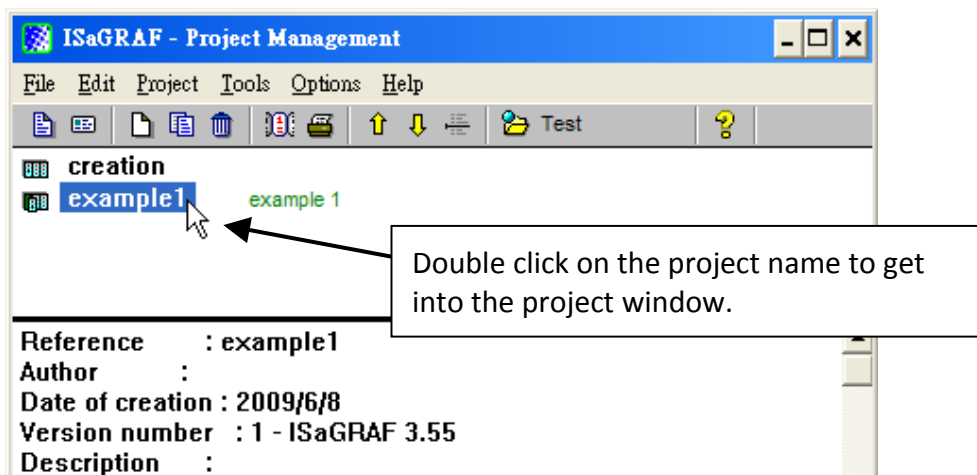 ISaGRAF - Project Management
File Edit Project Tools Options Help
Test
creation
example1 example 1
Double click on the project name to get
into the project window.
Reference : example1
Author :
Date of creation : 2009/6/8
Version number : 1 - ISaGRAF 3.55
Description :